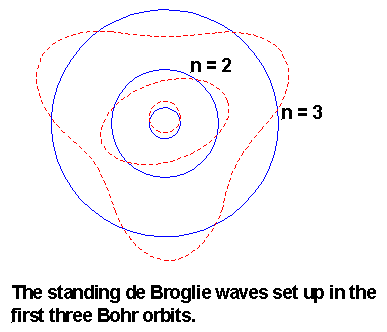 n = 2
n = 3
The standing de Broglie waves set up in the
first three Bohr orbits.